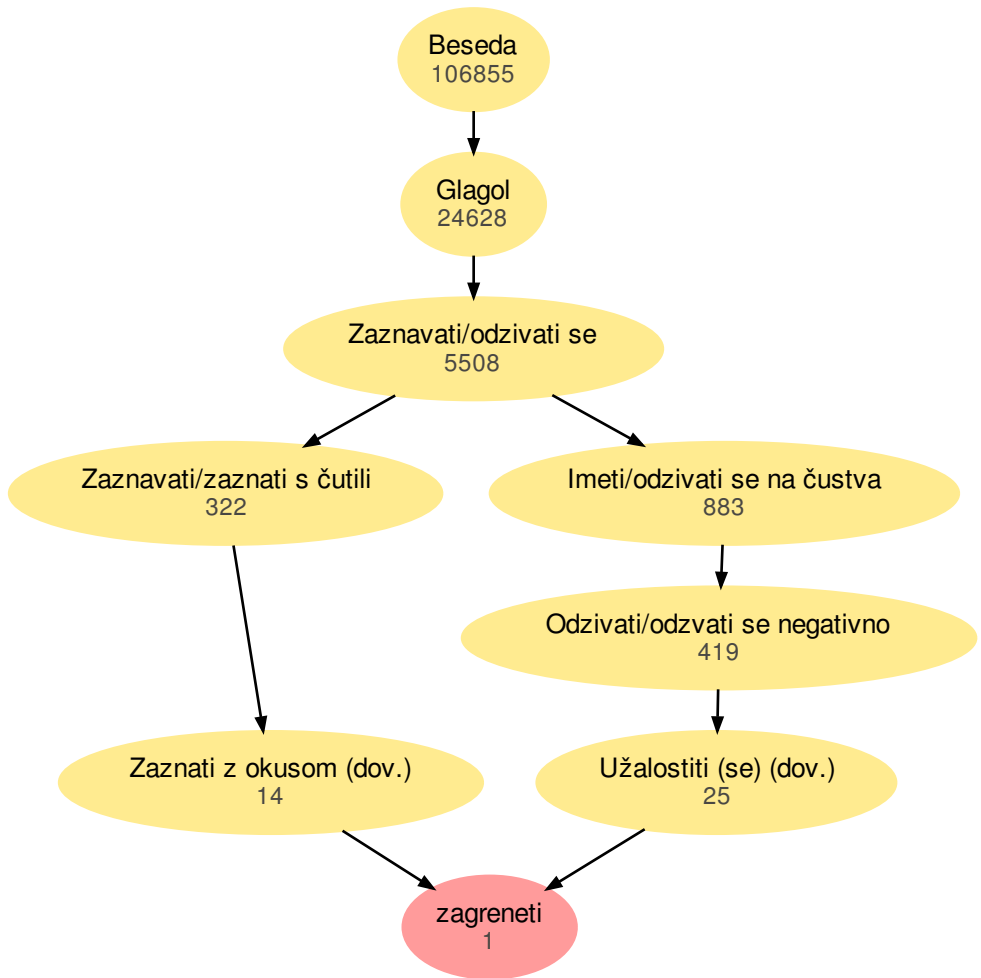 Beseda
106855
Glagol
24628
Zaznavati/odzivati se
5508
Zaznavati/zaznati s čutili
322
Imeti/odzivati se na čustva
883
Odzivati/odzvati se negativno
419
Zaznati z okusom (dov.)
14
Užalostiti (se) (dov.)
25
zagreneti
1